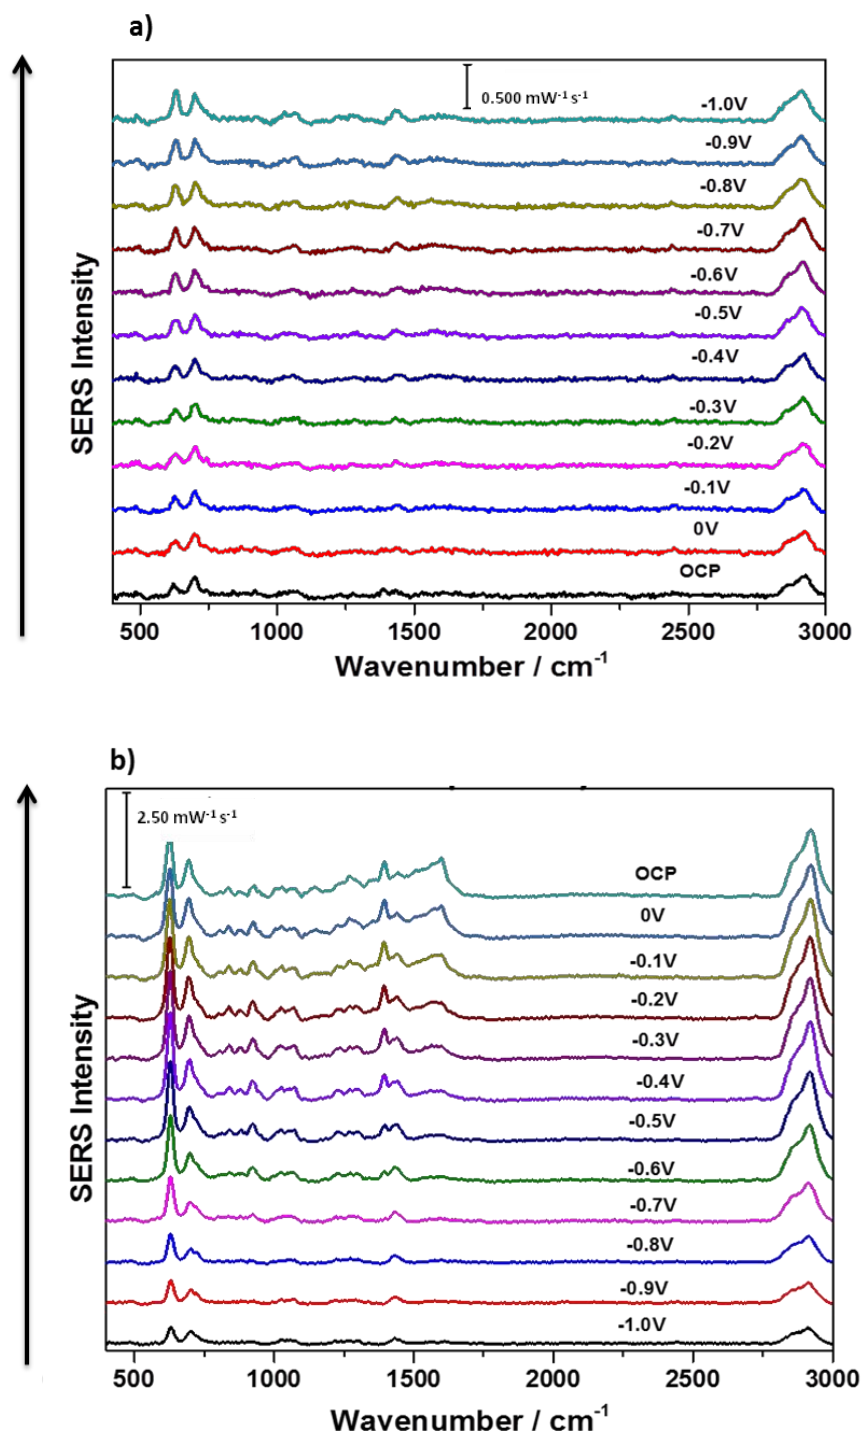 a)
0.500 mW⁻¹ s⁻¹
-1.0V
-0.9V
-0.8V
-0.7V
-0.6V
-0.5V
-0.4V
-0.3V
-0.2V
-0.1V
0V
OCP
SERS Intensity
500 1000 1500 2000 2500 3000
Wavenumber / cm⁻¹
b)
2.50 mW⁻¹ s⁻¹
OCP
0V
-0.1V
-0.2V
-0.3V
-0.4V
-0.5V
-0.6V
-0.7V
-0.8V
-0.9V
-1.0V
SERS Intensity
500 1000 1500 2000 2500 3000
Wavenumber / cm⁻¹